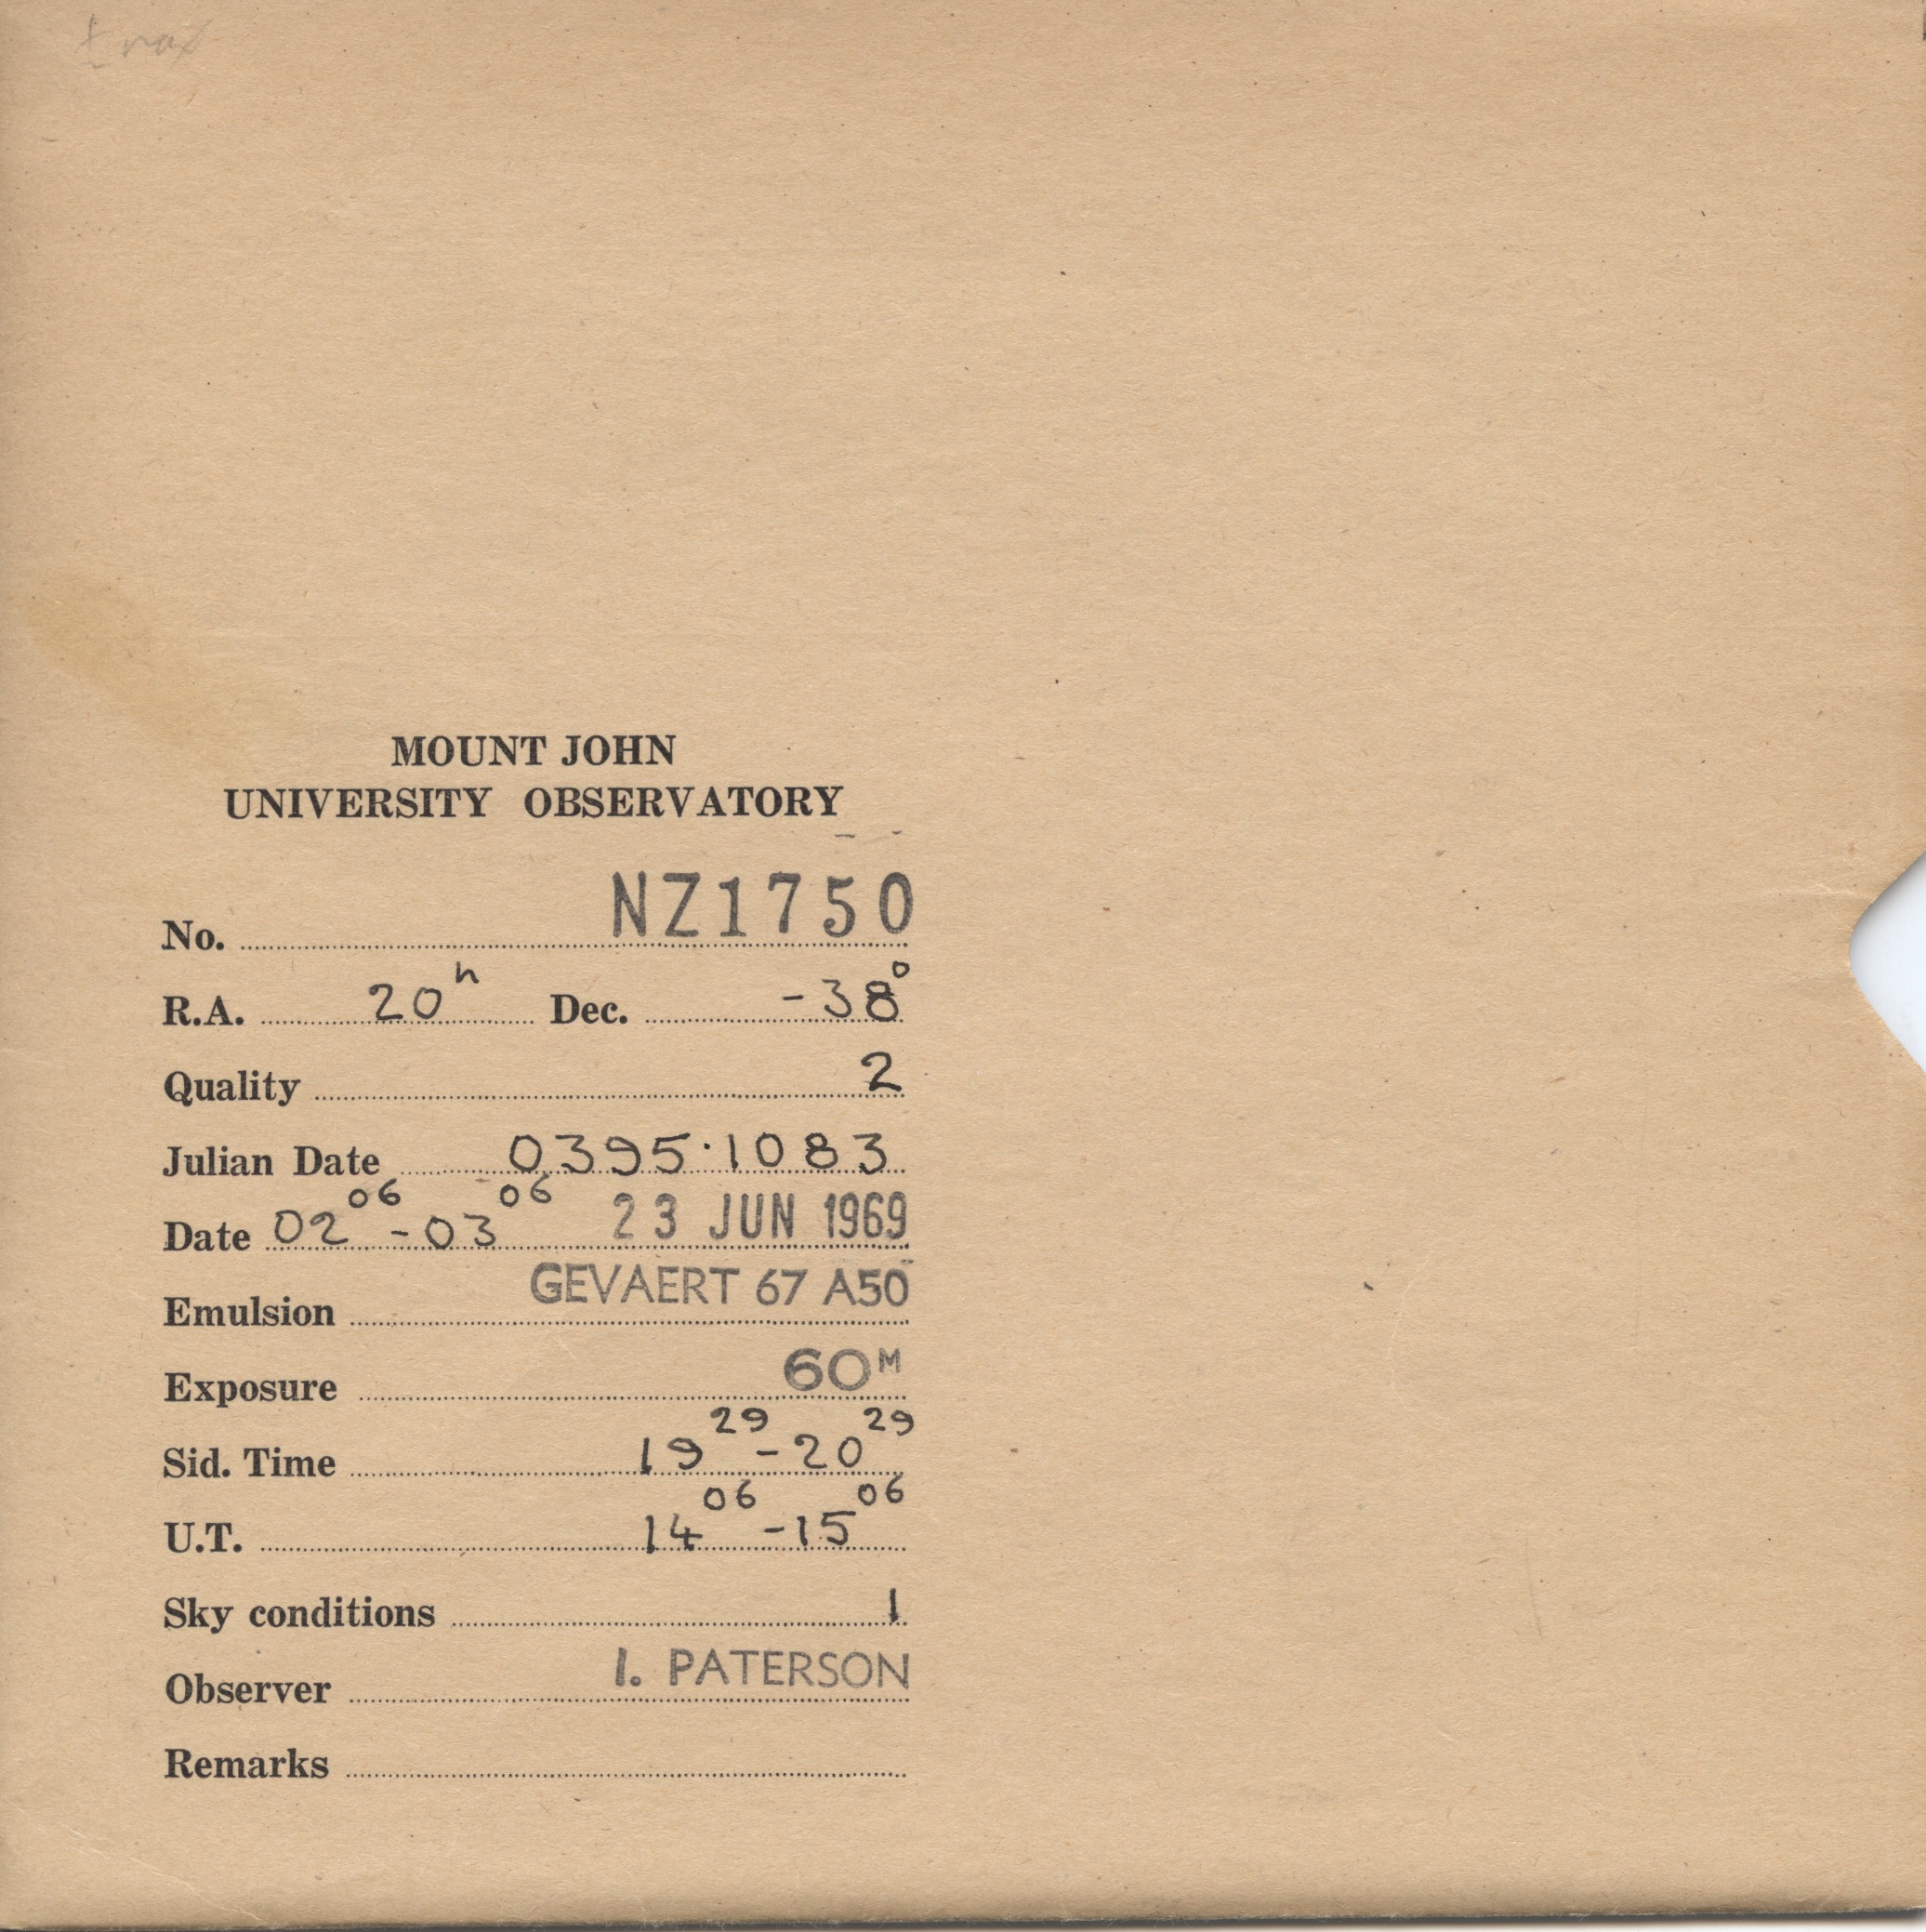 MOUNT JOHN
UNIVERSITY OBSERVATORY
No. NZ1750
R.A. 20h Dec. -38°
Quality 2
Julian Date 0395·1083
Date 02 06 - 03 06 23 JUN 1969
Emulsion GEVAERT 67 A50
Exposure 60M
Sid. Time 19 29 - 20 29
U.T. 14 06 - 15 06
Sky conditions 1
Observer I. PATERSON
Remarks